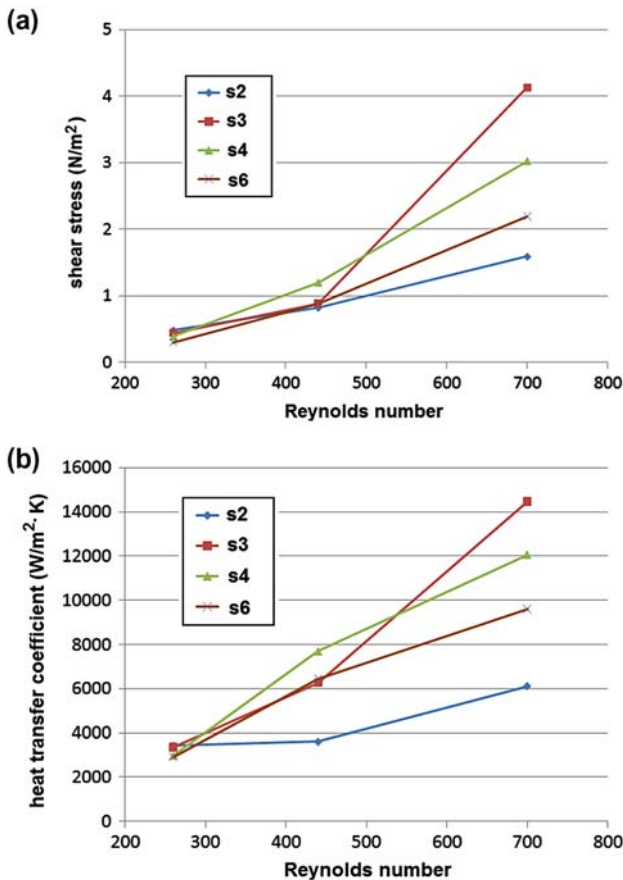 (a)
5
4
3
2
1
0
shear stress (N/m²)
s2
s3
s4
s6
200 300 400 500 600 700 800
Reynolds number
(b)
16000
14000
12000
10000
8000
6000
4000
2000
0
heat transfer coefficient (W/m²· K)
s2
s3
s4
s6
200 300 400 500 600 700 800
Reynolds number